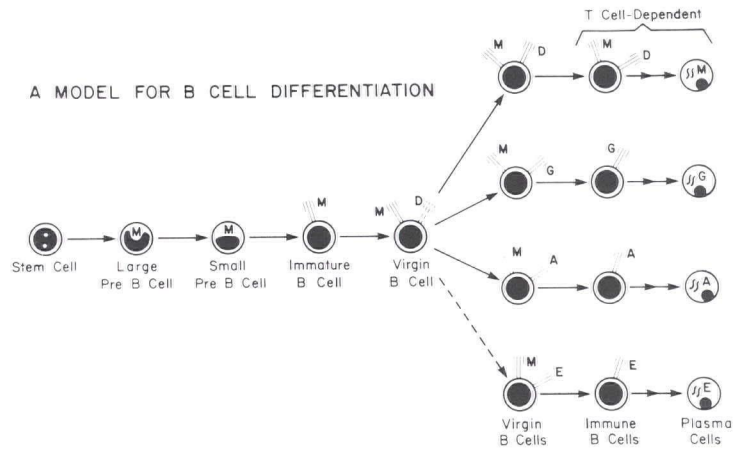 T Cell-Dependent
M D M D
M
A MODEL FOR B CELL DIFFERENTIATION
M G G
G
M D
M
M M
Stem Cell Large Pre B Cell Small Pre B Cell Immature B Cell Virgin B Cell
M A A
A
M E E
E
Virgin B Cells Immune B Cells Plasma Cells